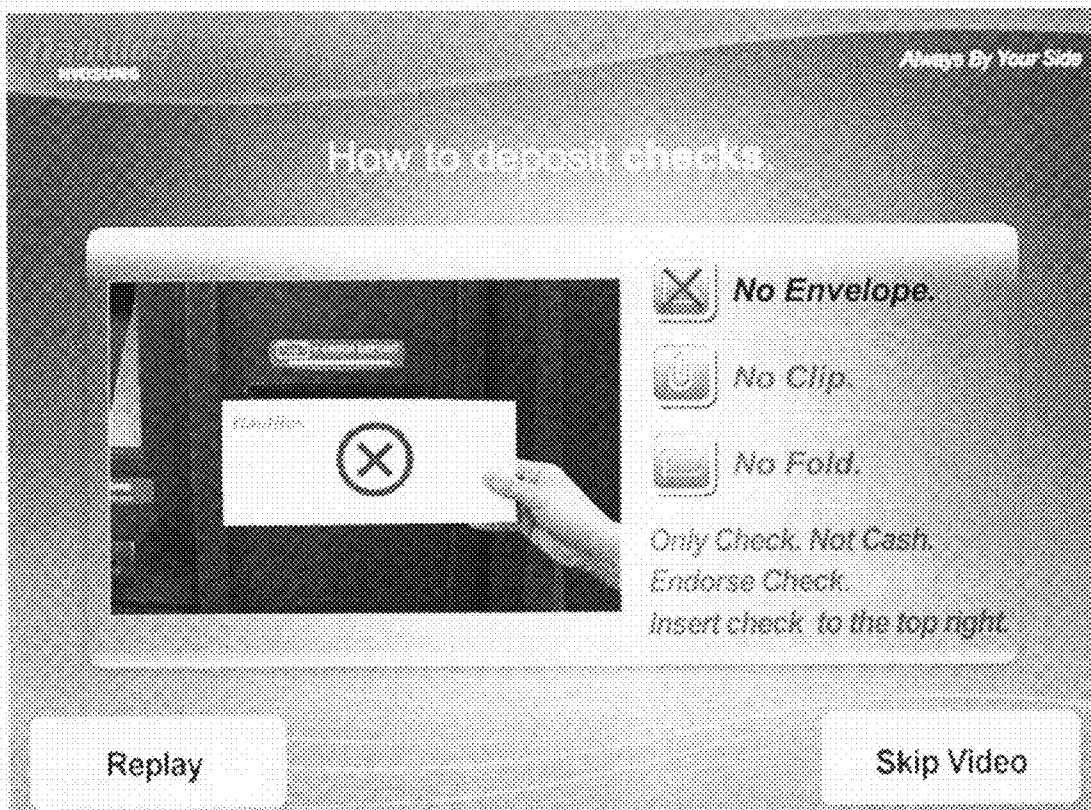 HYOSUNG
Always By Your Side
How to deposit checks.
No Envelope.
No Clip.
No Fold.
Only Check. Not Cash.
Endorse Check.
Insert check to the top right.
Replay
Skip Video